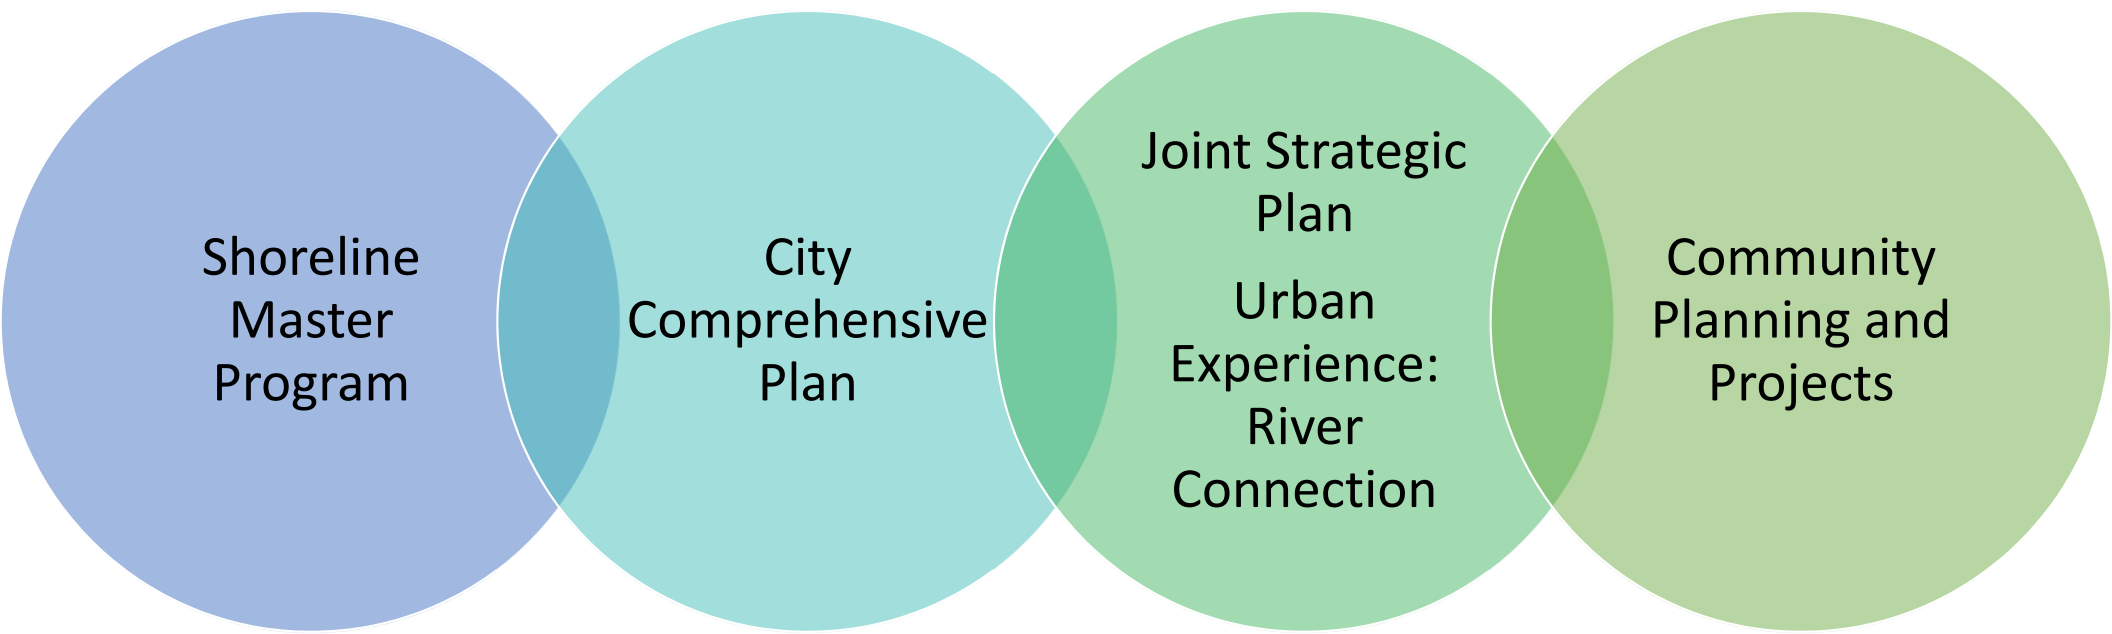 Shoreline
Master
Program
City
Comprehensive
Plan
Joint Strategic
Plan
Urban
Experience:
River
Connection
Community
Planning and
Projects